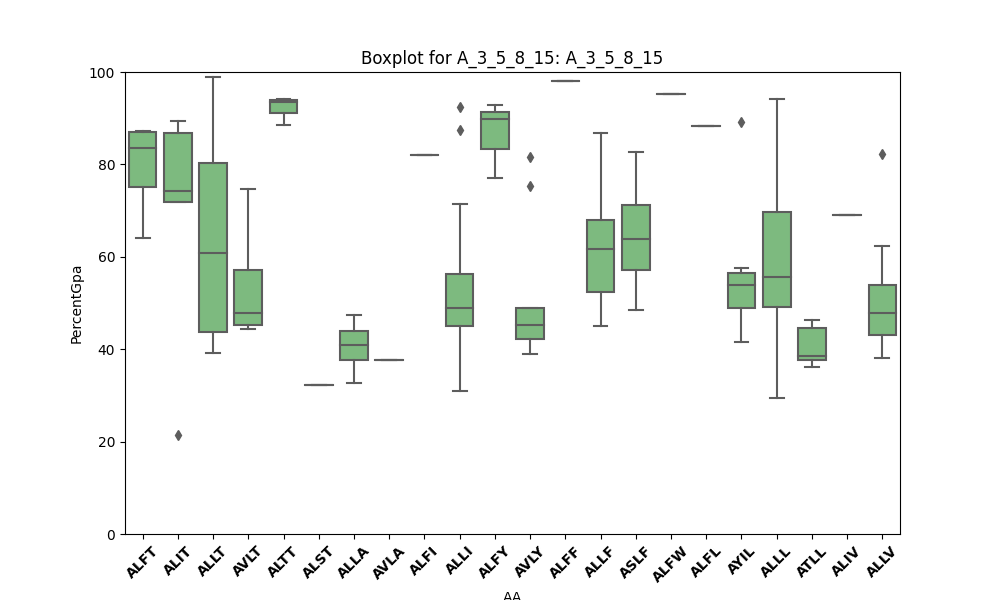 Boxplot for A_3_5_8_15: A_3_5_8_15
PercentGpa
100
80
60
40
20
0
ALFT ALIT ALLT AVLT ALTT ALST ALLA AVLA ALFI ALLI ALFY AVLY ALFF ALLF ASLF ALFW ALFL AYIL ALLL ATLL ALIV ALLV
AA